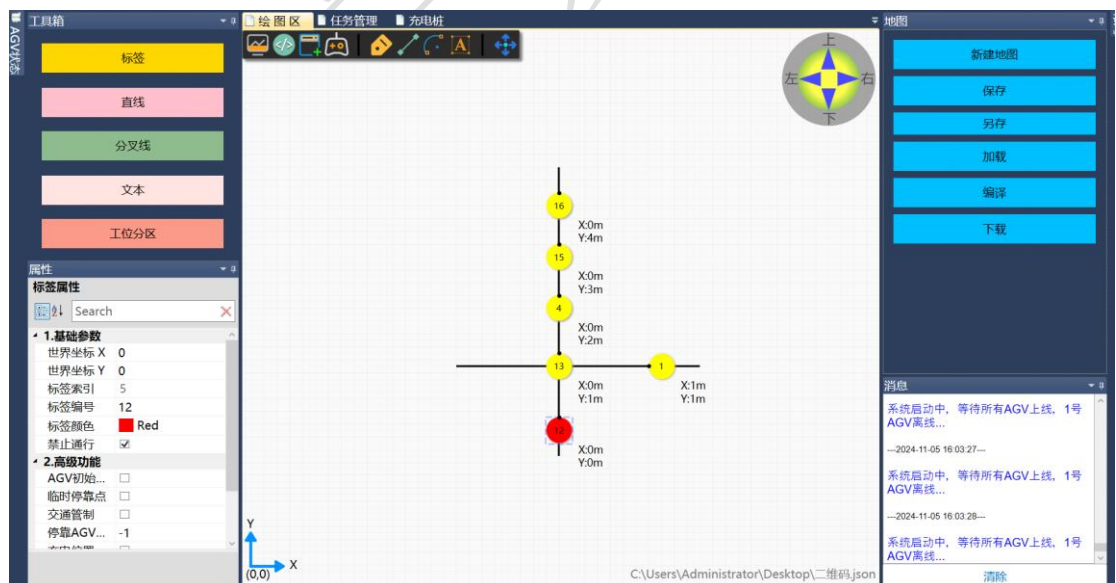 AGV状态
工具箱
标签
直线
分叉线
文本
工位分区
属性
标签属性
Search
1.基础参数
世界坐标 X 0
世界坐标 Y 0
标签索引 5
标签编号 12
标签颜色 Red
禁止通行
2.高级功能
AGV初始...
临时停靠点
交通管制
停靠AGV... -1
绘图区 任务管理 充电桩
A
上
左 右
下
16
X:0m
Y:4m
15
X:0m
Y:3m
4
X:0m
Y:2m
13
X:0m
Y:1m
1
X:1m
Y:1m
12
X:0m
Y:0m
Y
X
(0,0)
C:\Users\Administrator\Desktop\二维码.json
地图
新建地图
保存
另存
加载
编译
下载
消息
系统启动中，等待所有AGV上线，1号
AGV离线...
---2024-11-05 16:03:27---
系统启动中，等待所有AGV上线，1号
AGV离线...
---2024-11-05 16:03:28---
系统启动中，等待所有AGV上线，1号
AGV离线...
清除